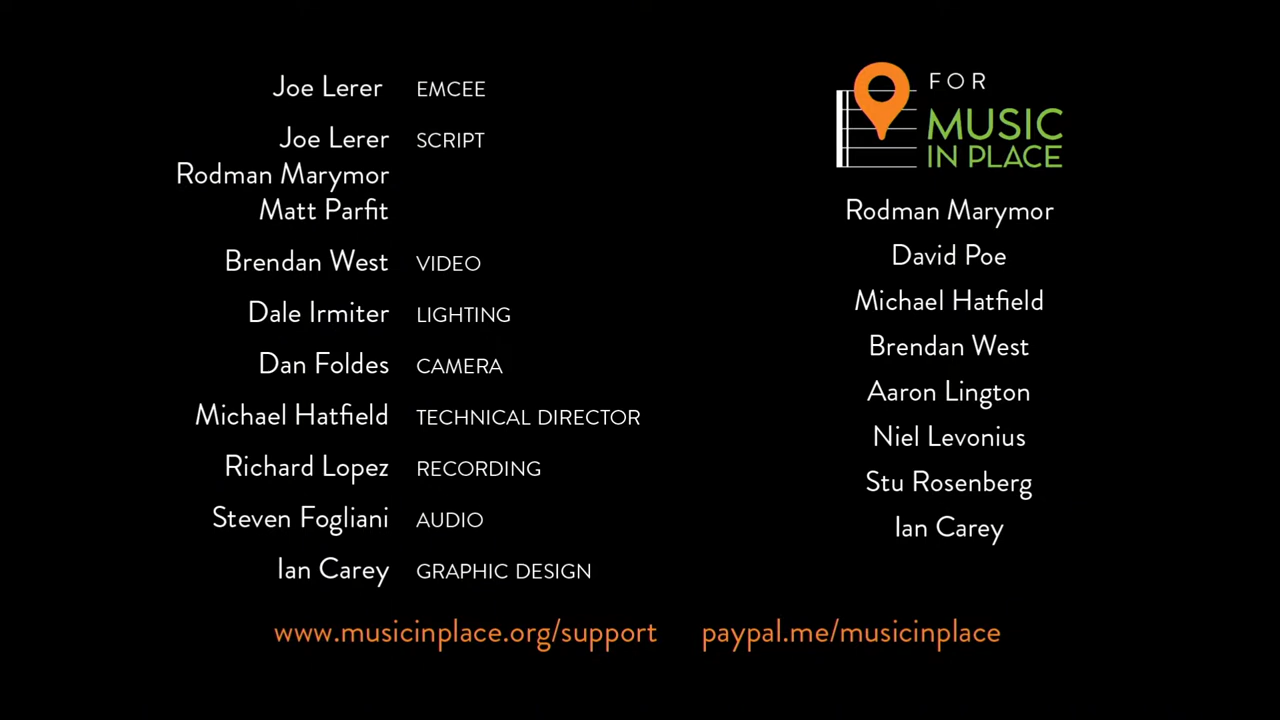 Joe Lerer EMCEE
Joe Lerer SCRIPT
Rodman Marymor
Matt Parfit
Brendan West VIDEO
Dale Irmiter LIGHTING
Dan Foldes CAMERA
Michael Hatfield TECHNICAL DIRECTOR
Richard Lopez RECORDING
Steven Fogliani AUDIO
Ian Carey GRAPHIC DESIGN
FOR
MUSIC
IN PLACE
Rodman Marymor
David Poe
Michael Hatfield
Brendan West
Aaron Lington
Niel Levonius
Stu Rosenberg
Ian Carey
www.musicinplace.org/support paypal.me/musicinplace